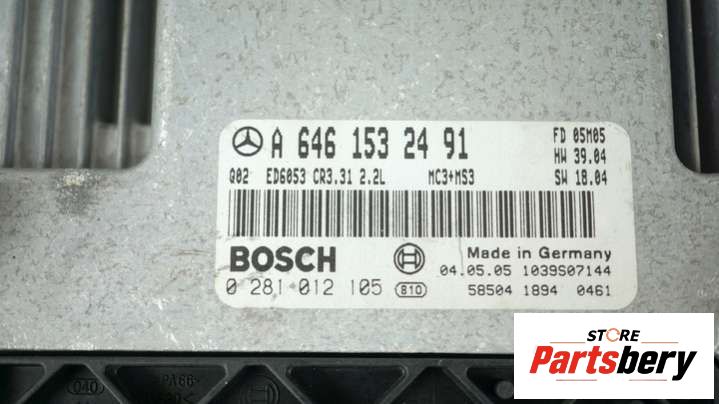 A 646 153 24 91
FD 05M05
HW 39.04
Q02 ED6053 CR3.31 2.2L MC3+MS3 SW 18.04
BOSCH
Made in Germany
04.05.05 1039S07144
0 281 012 105 810
58504 1894 0461
040
PA66
STORE
Partsbery